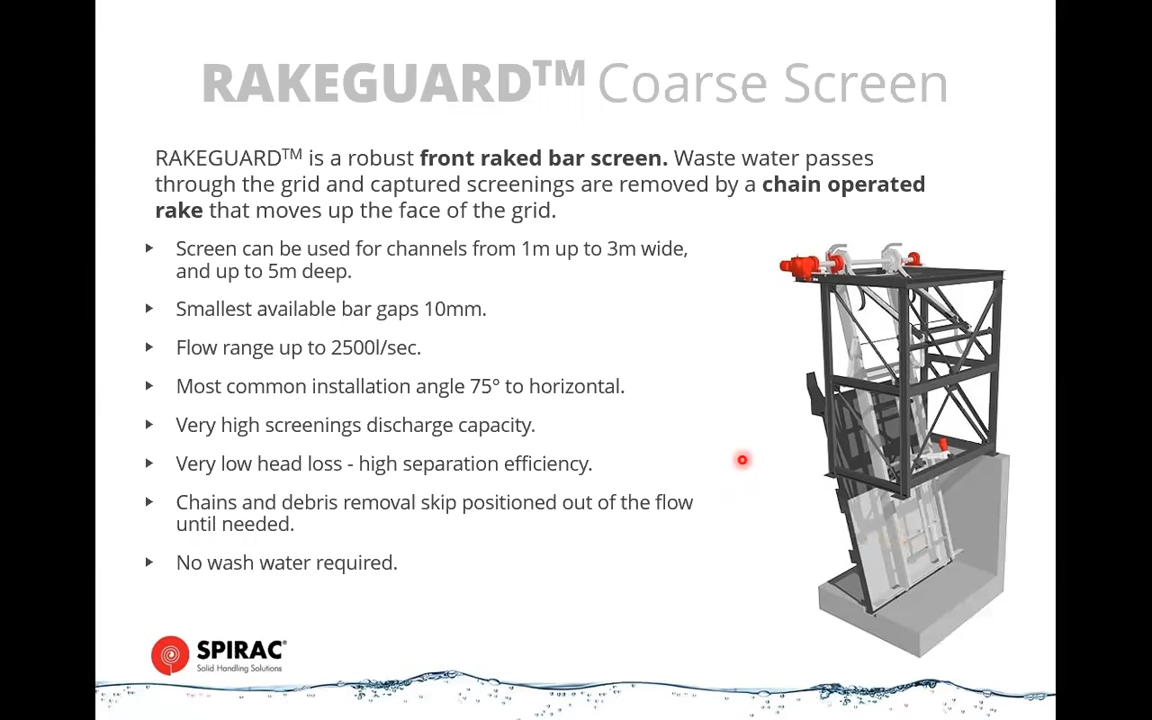 RAKEGUARD™ Coarse Screen
RAKEGUARD™ is a robust front raked bar screen. Waste water passes
through the grid and captured screenings are removed by a chain operated
rake that moves up the face of the grid.
Screen can be used for channels from 1m up to 3m wide,
and up to 5m deep.
Smallest available bar gaps 10mm.
Flow range up to 2500l/sec.
Most common installation angle 75° to horizontal.
Very high screenings discharge capacity.
Very low head loss - high separation efficiency.
Chains and debris removal skip positioned out of the flow
until needed.
No wash water required.
SPIRAC®
Solid Handling Solutions